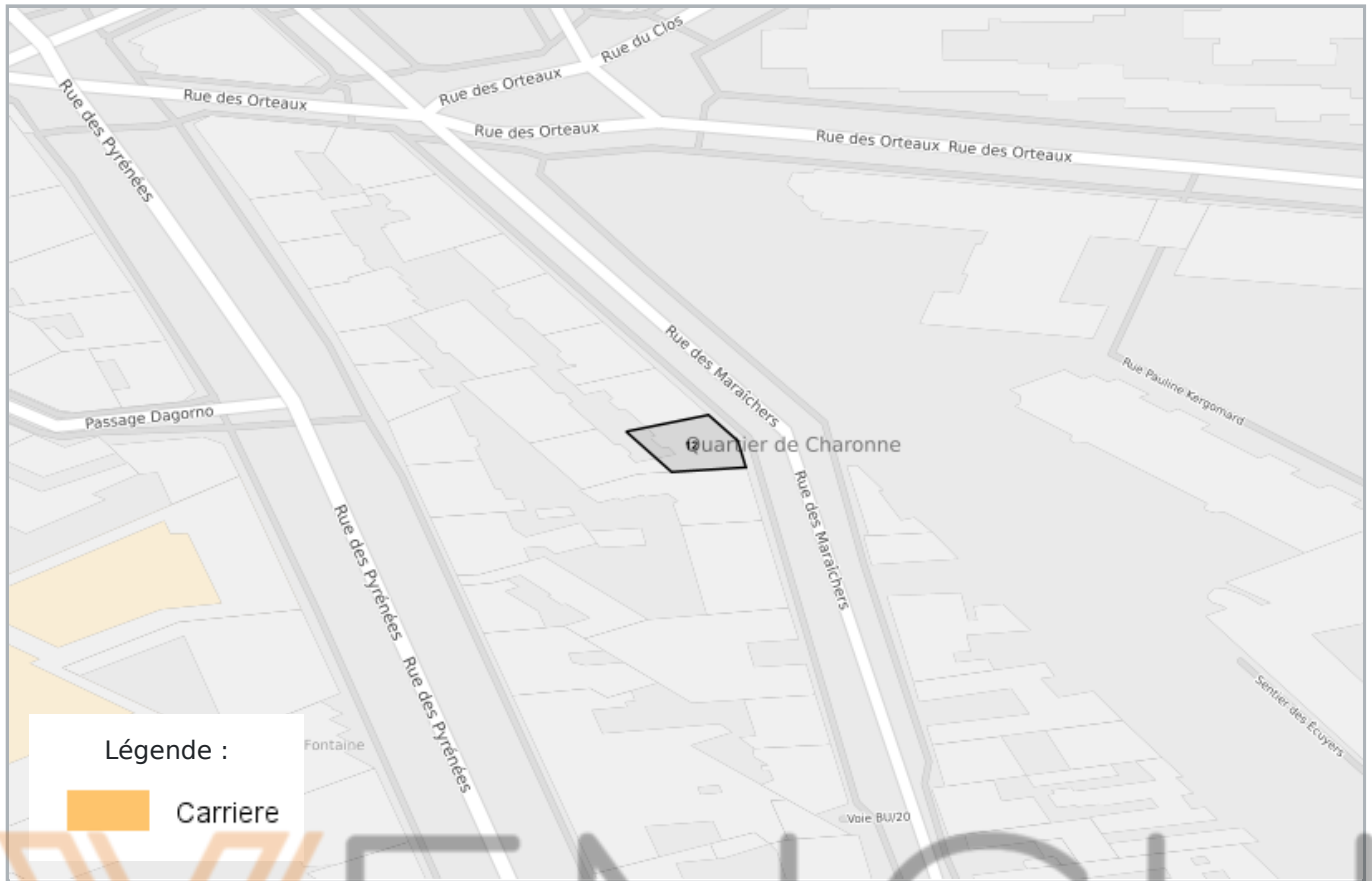 Rue du Clos
Rue des Orteaux
Rue des Orteaux
Rue des Orteaux
Rue des Orteaux Rue des Orteaux
Rue des Pyrénées
Rue des Maraîchers
Rue Pauline Kergomard
Passage Dagorno
12
Quartier de Charonne
Rue des Maraîchers
Rue des Pyrénées
Rue des Pyrénées
Sentier des Écuyers
Légende :
Fontaine
Carriere
Voie BU/20